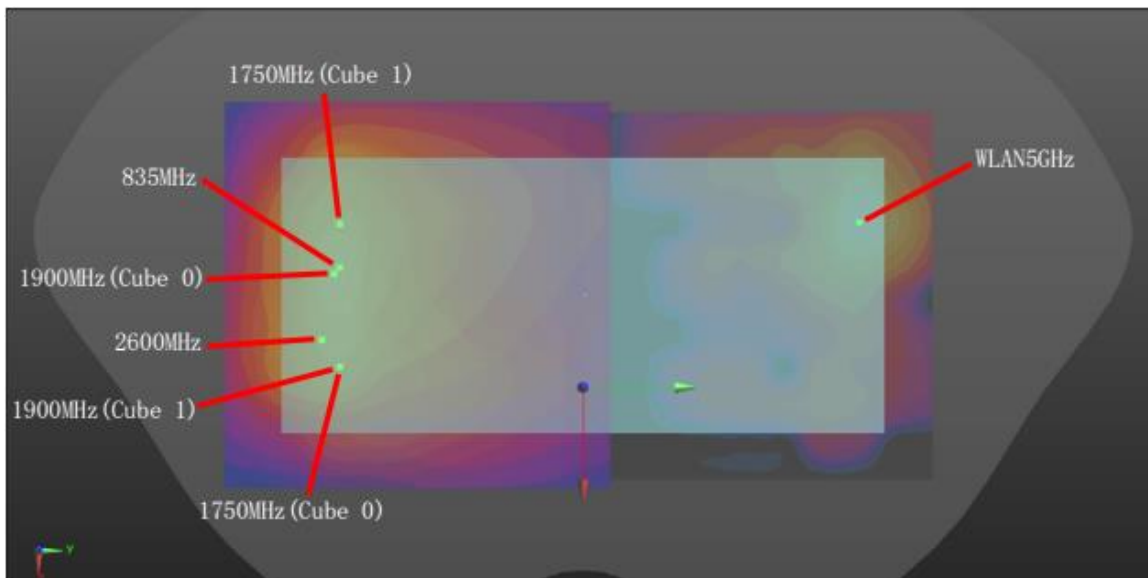 1750MHz(Cube 1)
835MHz
WLAN5GHz
1900MHz(Cube 0)
2600MHz
1900MHz(Cube 1)
1750MHz(Cube 0)
Y